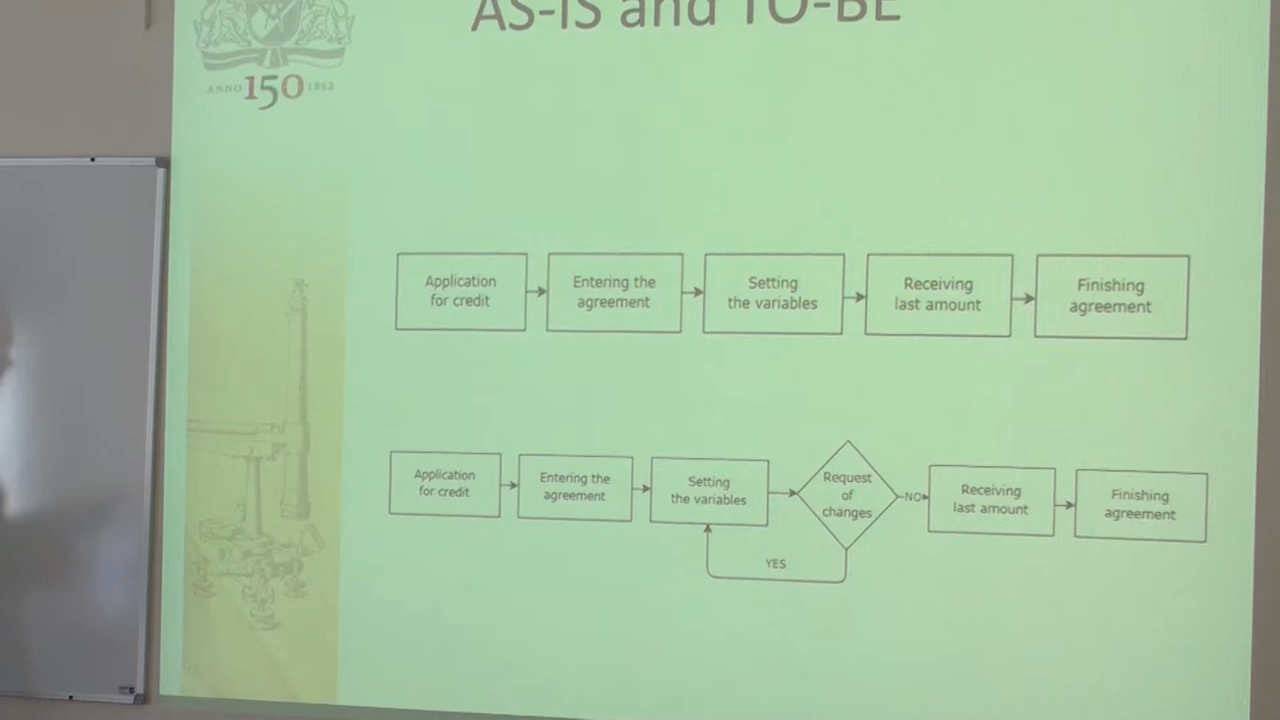 AS-IS and TO-BE
ANNO 150 1862
Application
for credit
Entering the
agreement
Setting
the variables
Receiving
last amount
Finishing
agreement
Application
for credit
Entering the
agreement
Setting
the variables
Request
of
changes
NO
Receiving
last amount
Finishing
agreement
YES